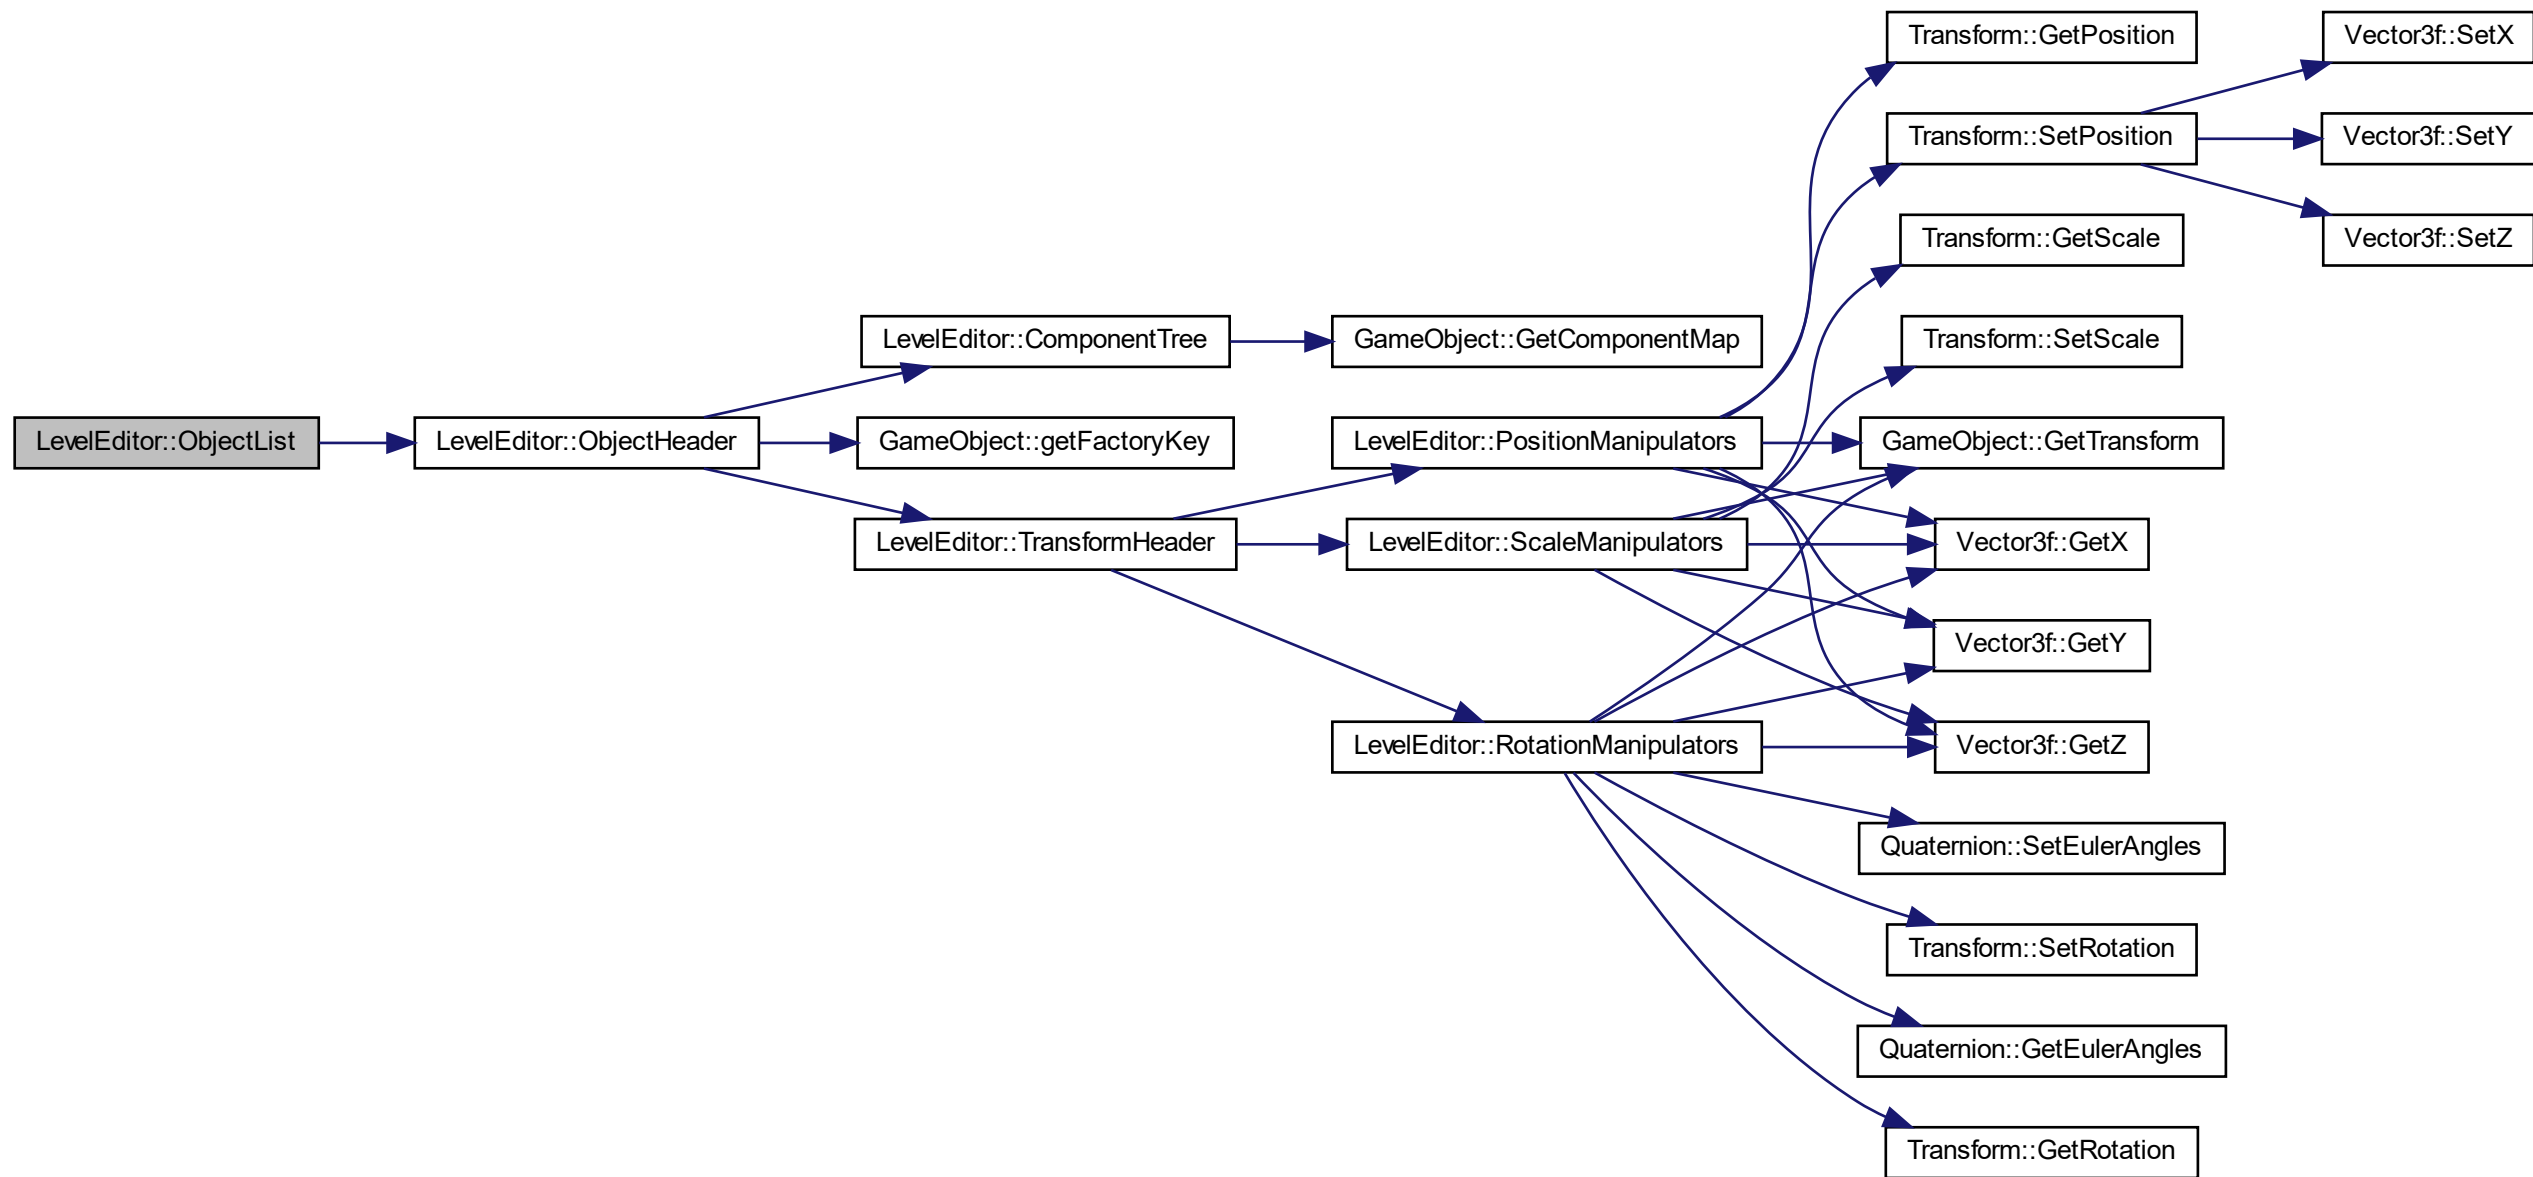 Transform::GetPosition
Vector3f::SetX
Transform::SetPosition
Vector3f::SetY
Transform::GetScale
Vector3f::SetZ
LevelEditor::ComponentTree
GameObject::GetComponentMap
Transform::SetScale
LevelEditor::ObjectList
LevelEditor::ObjectHeader
GameObject::getFactoryKey
LevelEditor::PositionManipulators
GameObject::GetTransform
LevelEditor::TransformHeader
LevelEditor::ScaleManipulators
Vector3f::GetX
Vector3f::GetY
LevelEditor::RotationManipulators
Vector3f::GetZ
Quaternion::SetEulerAngles
Transform::SetRotation
Quaternion::GetEulerAngles
Transform::GetRotation